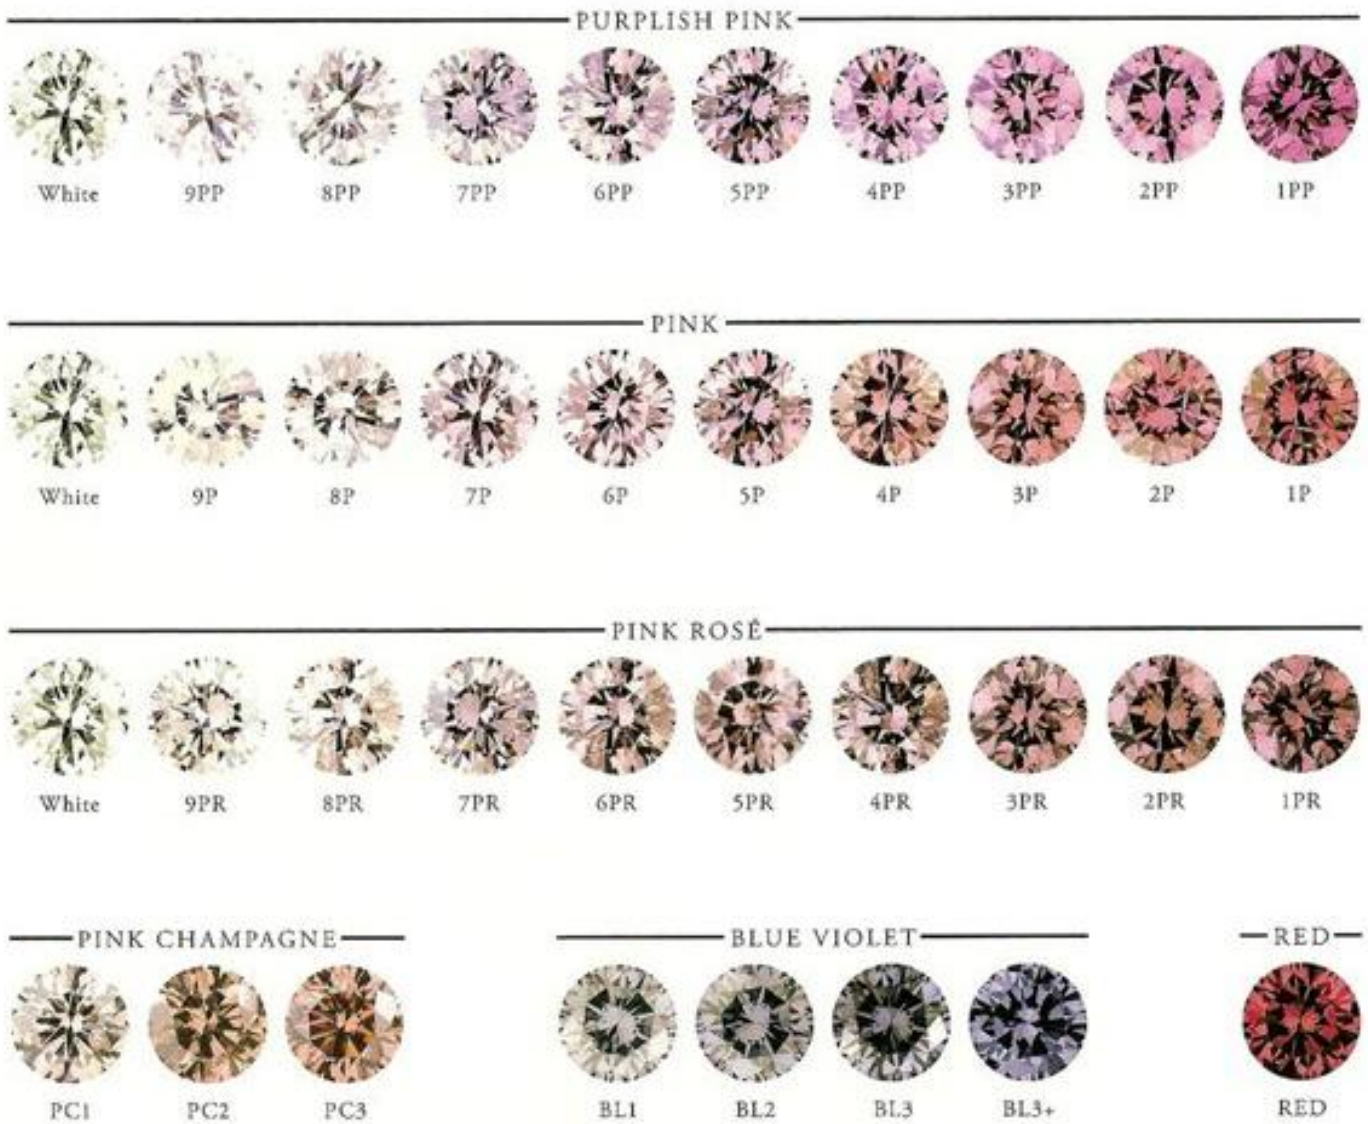 PURPLISH PINK
White 9PP 8PP 7PP 6PP 5PP 4PP 3PP 2PP 1PP
PINK
White 9P 8P 7P 6P 5P 4P 3P 2P 1P
PINK ROSÉ
White 9PR 8PR 7PR 6PR 5PR 4PR 3PR 2PR 1PR
PINK CHAMPAGNE BLUE VIOLET RED
PC1 PC2 PC3 BL1 BL2 BL3 BL3+ RED